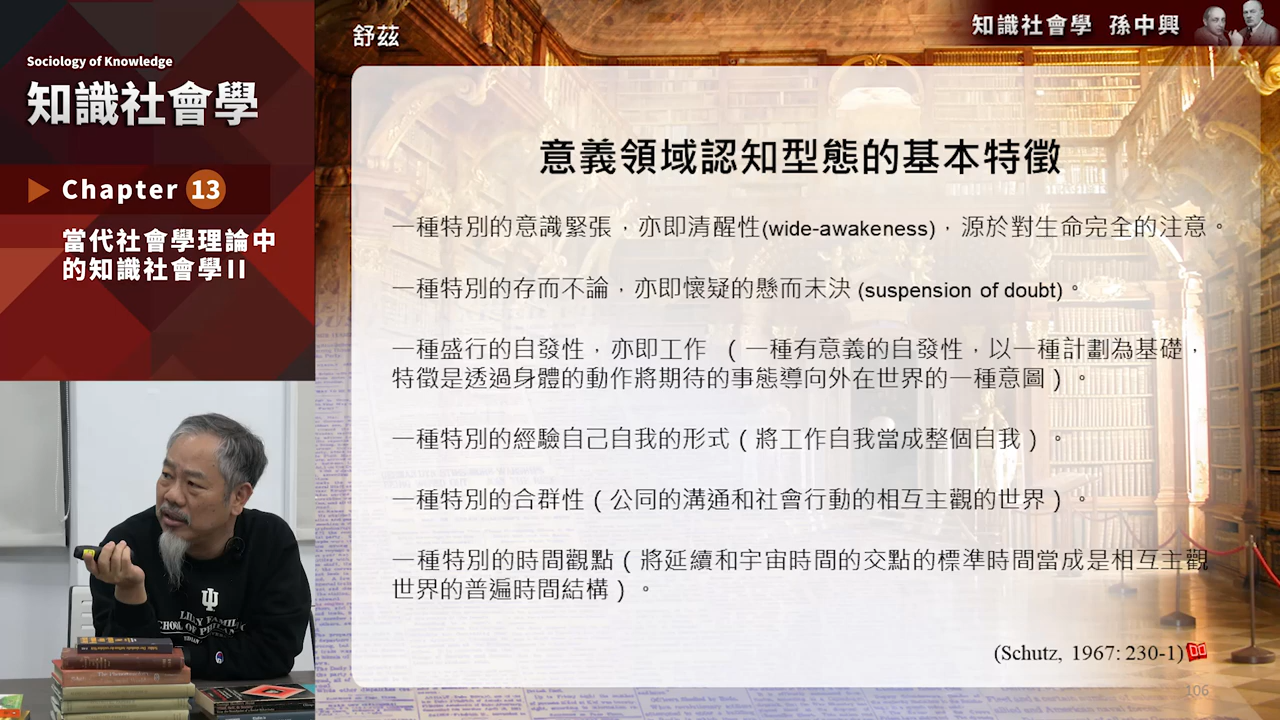 Sociology of Knowledge
知識社會學
Chapter 13
當代社會學理論中
的知識社會學II
舒茲
知識社會學 孫中興
意義領域認知型態的基本特徵
一種特別的意識緊張，亦即清醒性(wide-awakeness)，源於對生命完全的注意。
一種特別的存而不論，亦即懷疑的懸而未決 (suspension of doubt)。
一種盛行的自發性，亦即工作 （一種有意義的自發性，以一種計劃為基礎，
特徵是透過身體的動作將期待的事態導向外在世界的一種意圖）。
一種特別的經驗自己自我的形式（將工作自我當成整個自我）。
一種特別的合群性（公同的溝通和社會行動的相互主觀的世界）。
一種特別的時間觀點（將延續和宇宙時間的交點的標準時間當成是相互主觀
世界的普遍時間結構）。
(Schutz, 1967: 230-1)
106